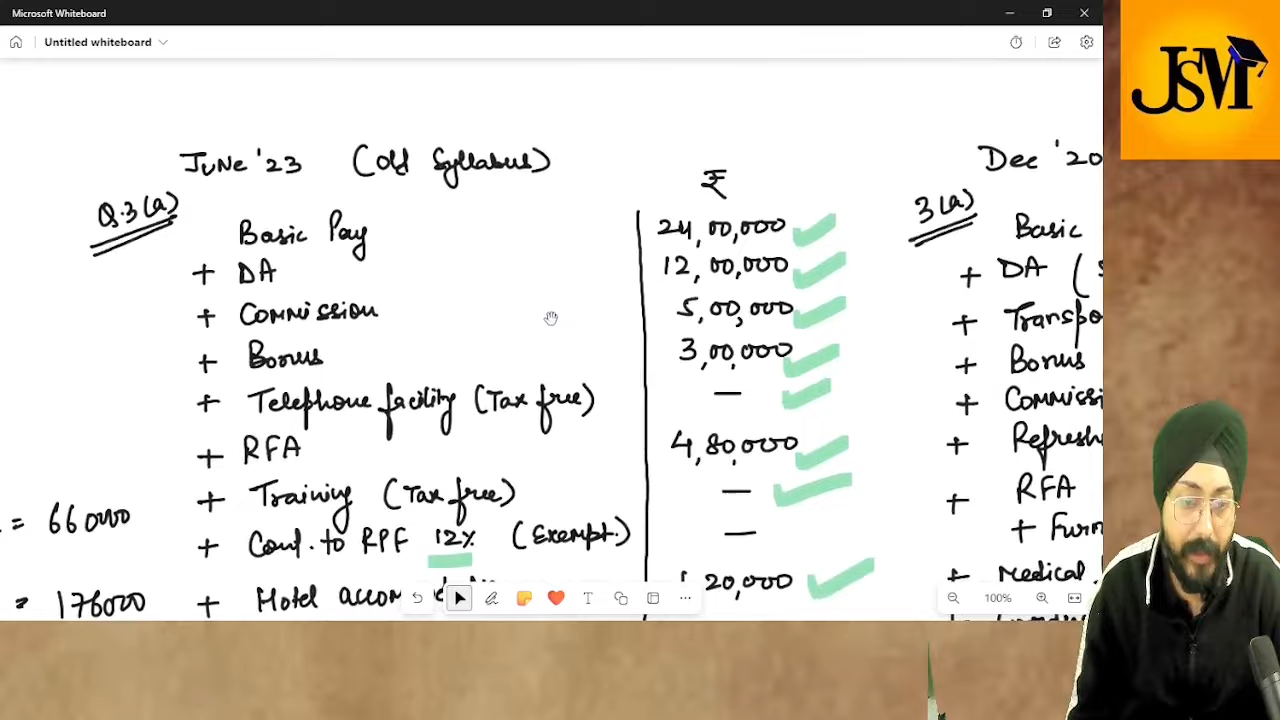 Microsoft Whiteboard
Untitled whiteboard
JSM
JUNe '23 (Old Syllabus)
₹
Q.3(a)
Basic Pay 24,00,000
+ DA 12,00,000
+ Commission 5,00,000
+ Bonus 3,00,000
+ Telephone facility (Tax free) —
+ RFA 4,80,000
+ Training (Tax free) —
= 66000
+ Cont. to RPF 12% (Exempt.) —
= 176000 + Hotel 20,000
Dec '20
3(a)
Basic
+ DA (
+ Transpo
+ Bonus
+ Commissi
+ Refresh
+ RFA
+ Furn
+ Medical
100%